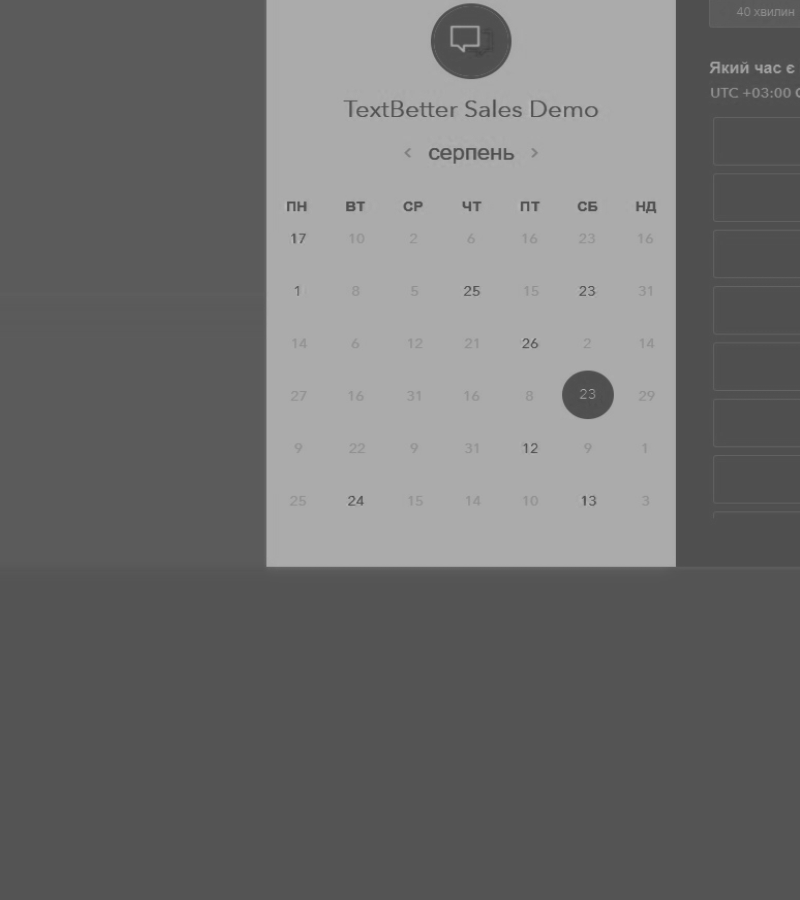 40 хвилин
TextBetter Sales Demo
Який час є
UTC +03:00
< серпень >
ПН ВТ СР ЧТ ПТ СБ НД
17 10 2 6 16 23 16
1 8 5 25 15 23 31
14 6 12 21 26 2 14
27 16 31 16 8 23 29
9 22 9 31 12 9 1
25 24 15 14 10 13 3